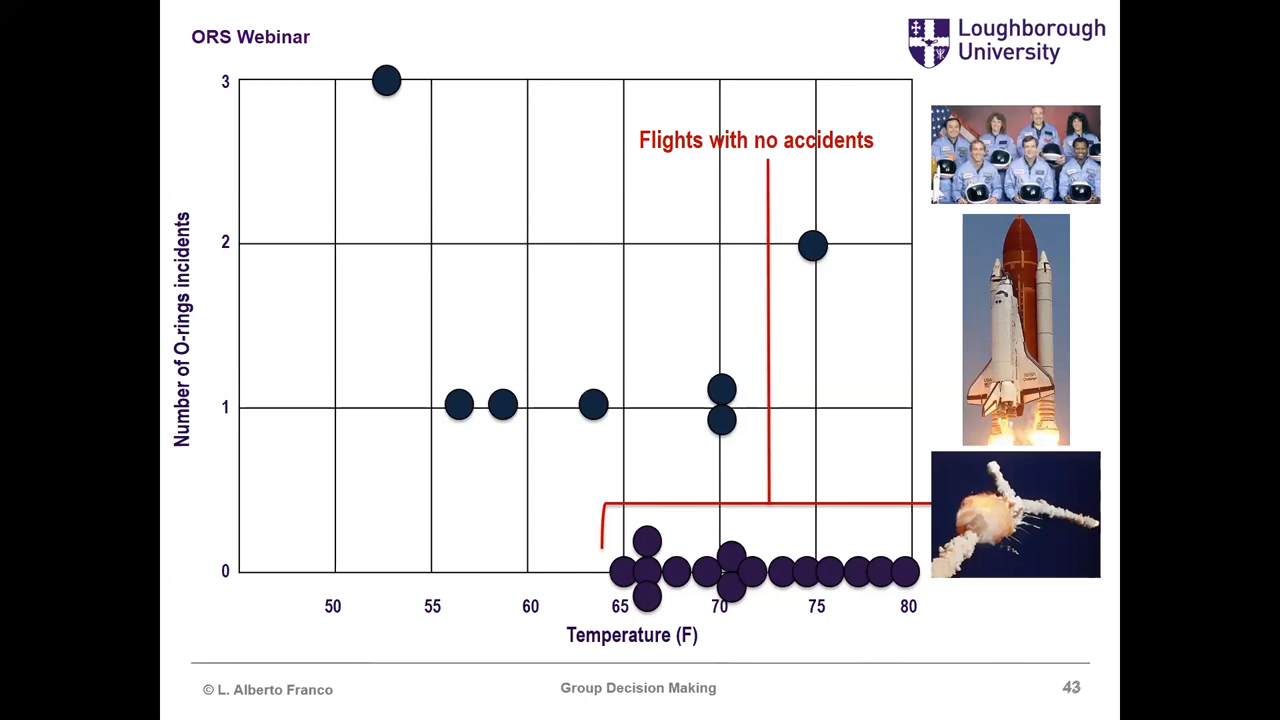 ORS Webinar
Loughborough
University
Number of O-rings incidents
3
2
1
0
Flights with no accidents
50 55 60 65 70 75 80
Temperature (F)
© L. Alberto Franco
Group Decision Making
43